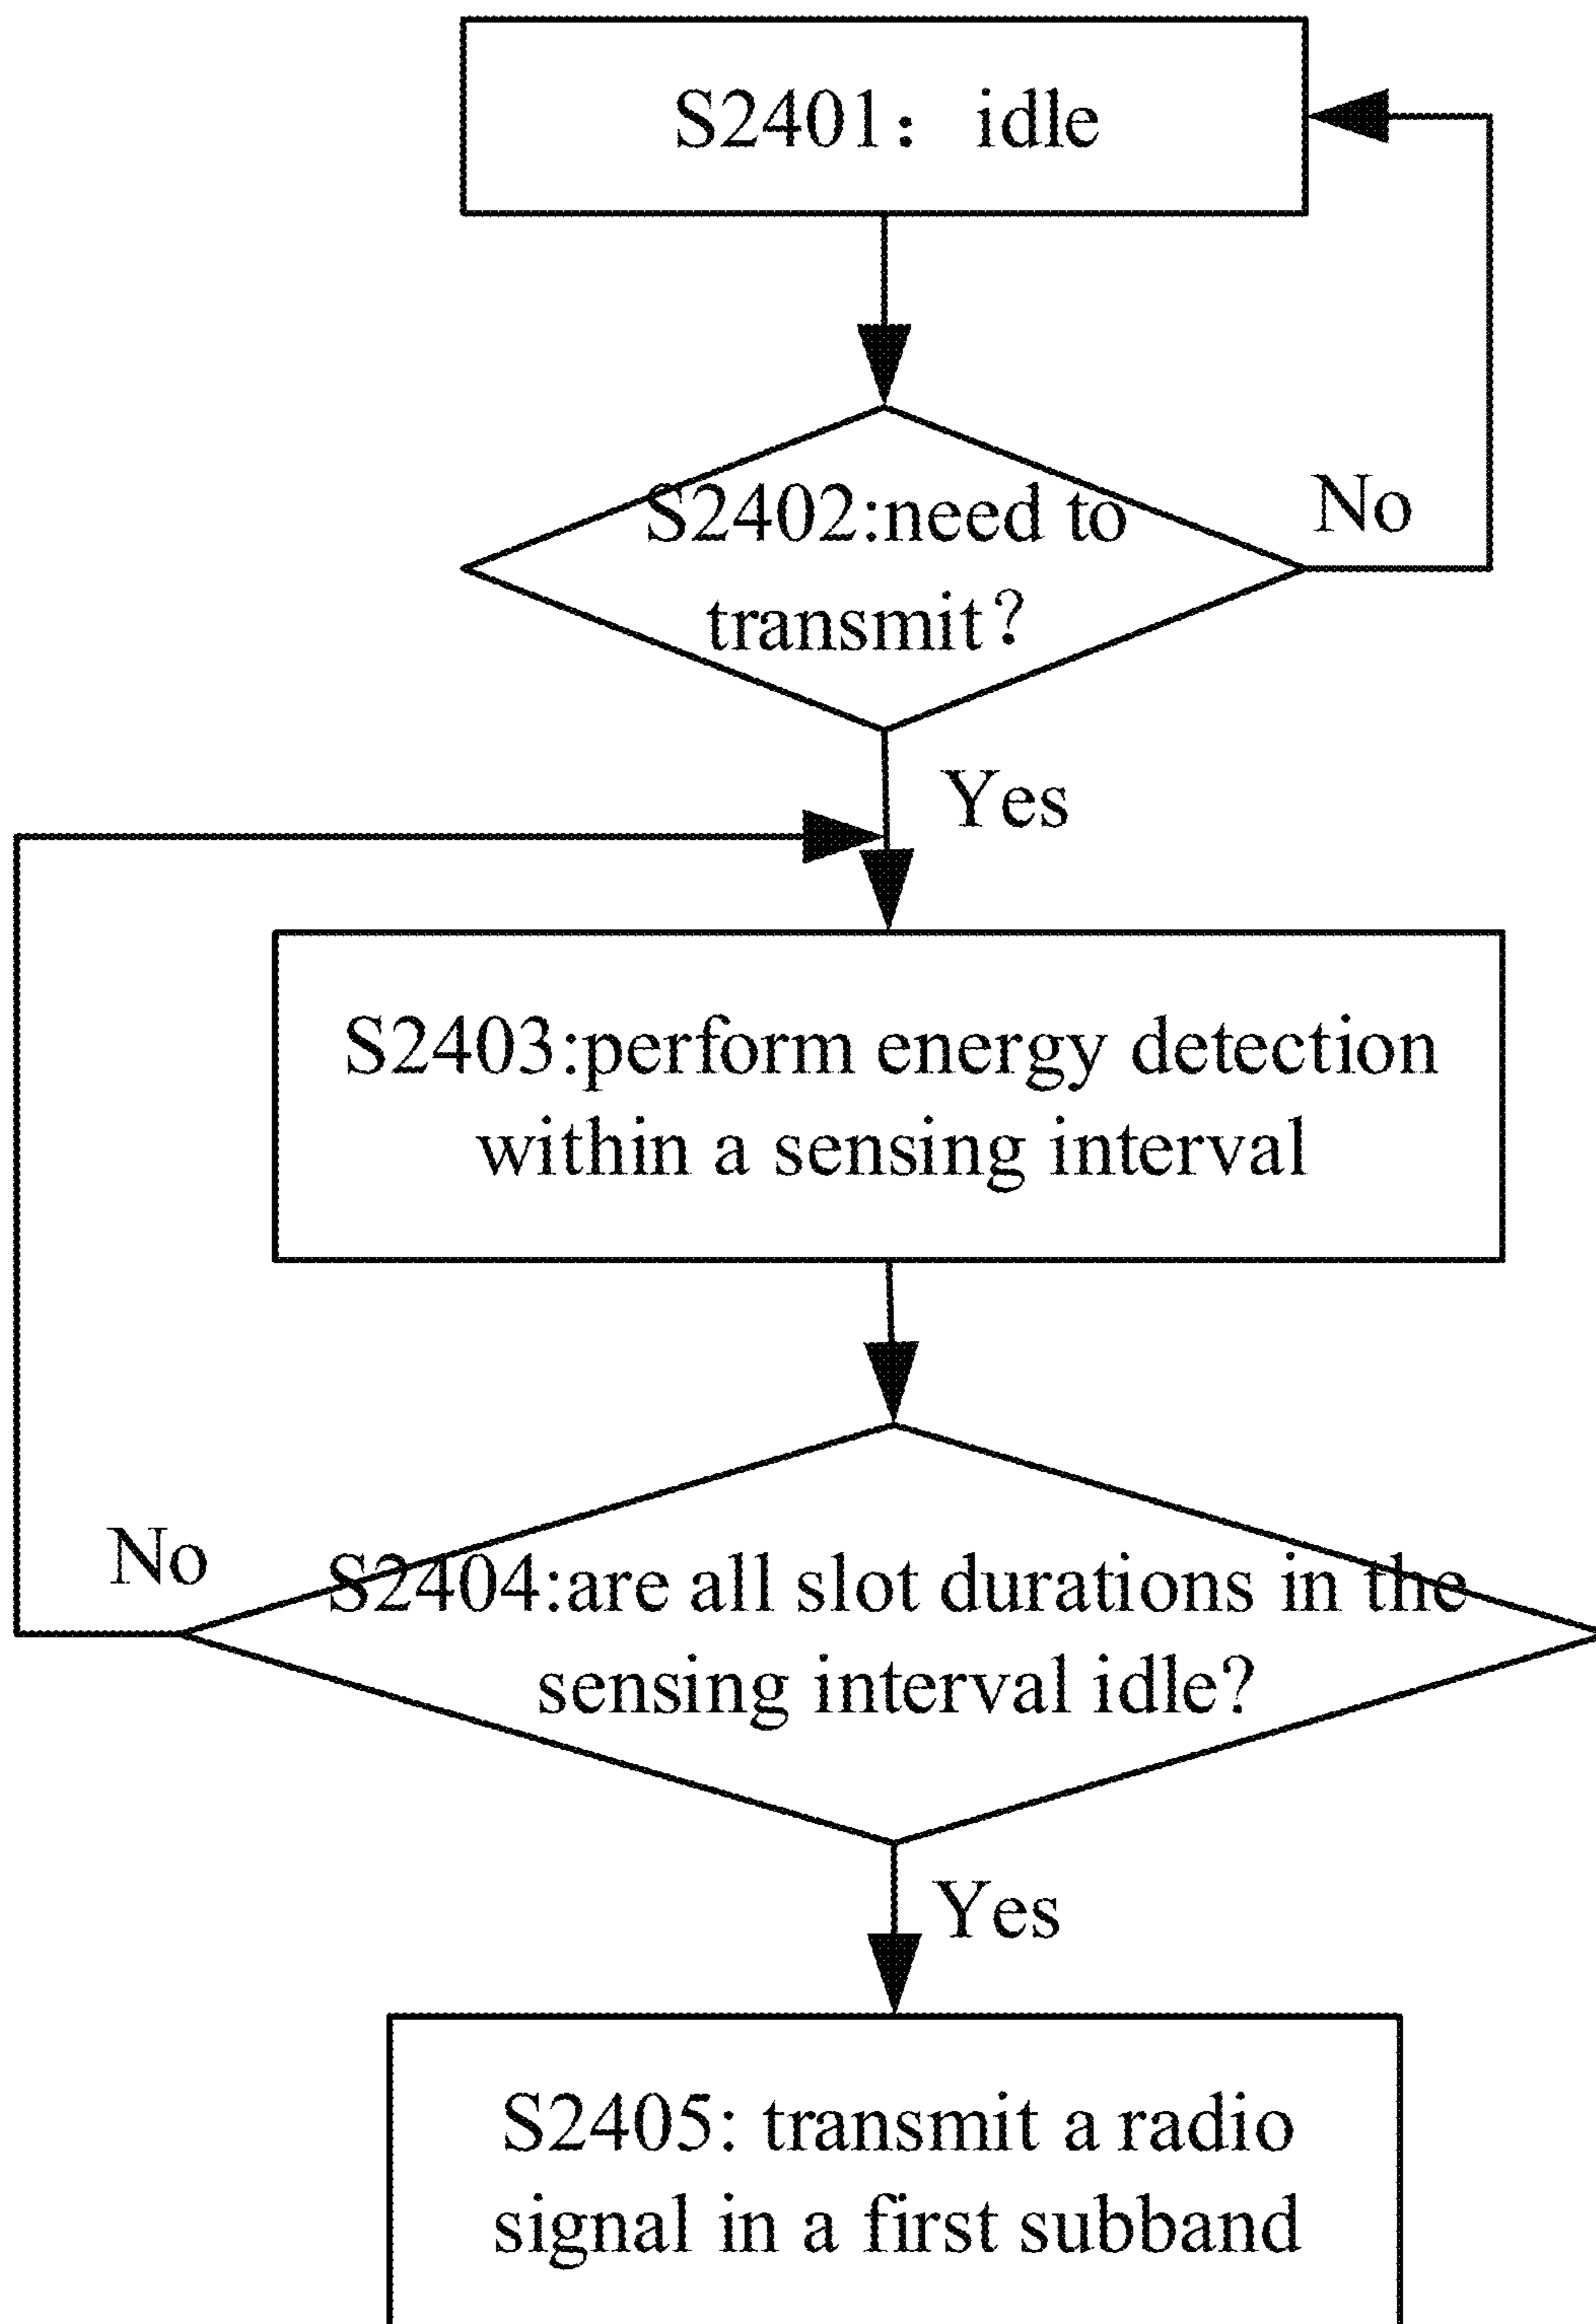 S2401： idle
S2402:need to
transmit？
No
Yes
S2403:perform energy detection
within a sensing interval
No
S2404:are all slot durations in the
sensing interval idle?
Yes
S2405: transmit a radio
signal in a first subband